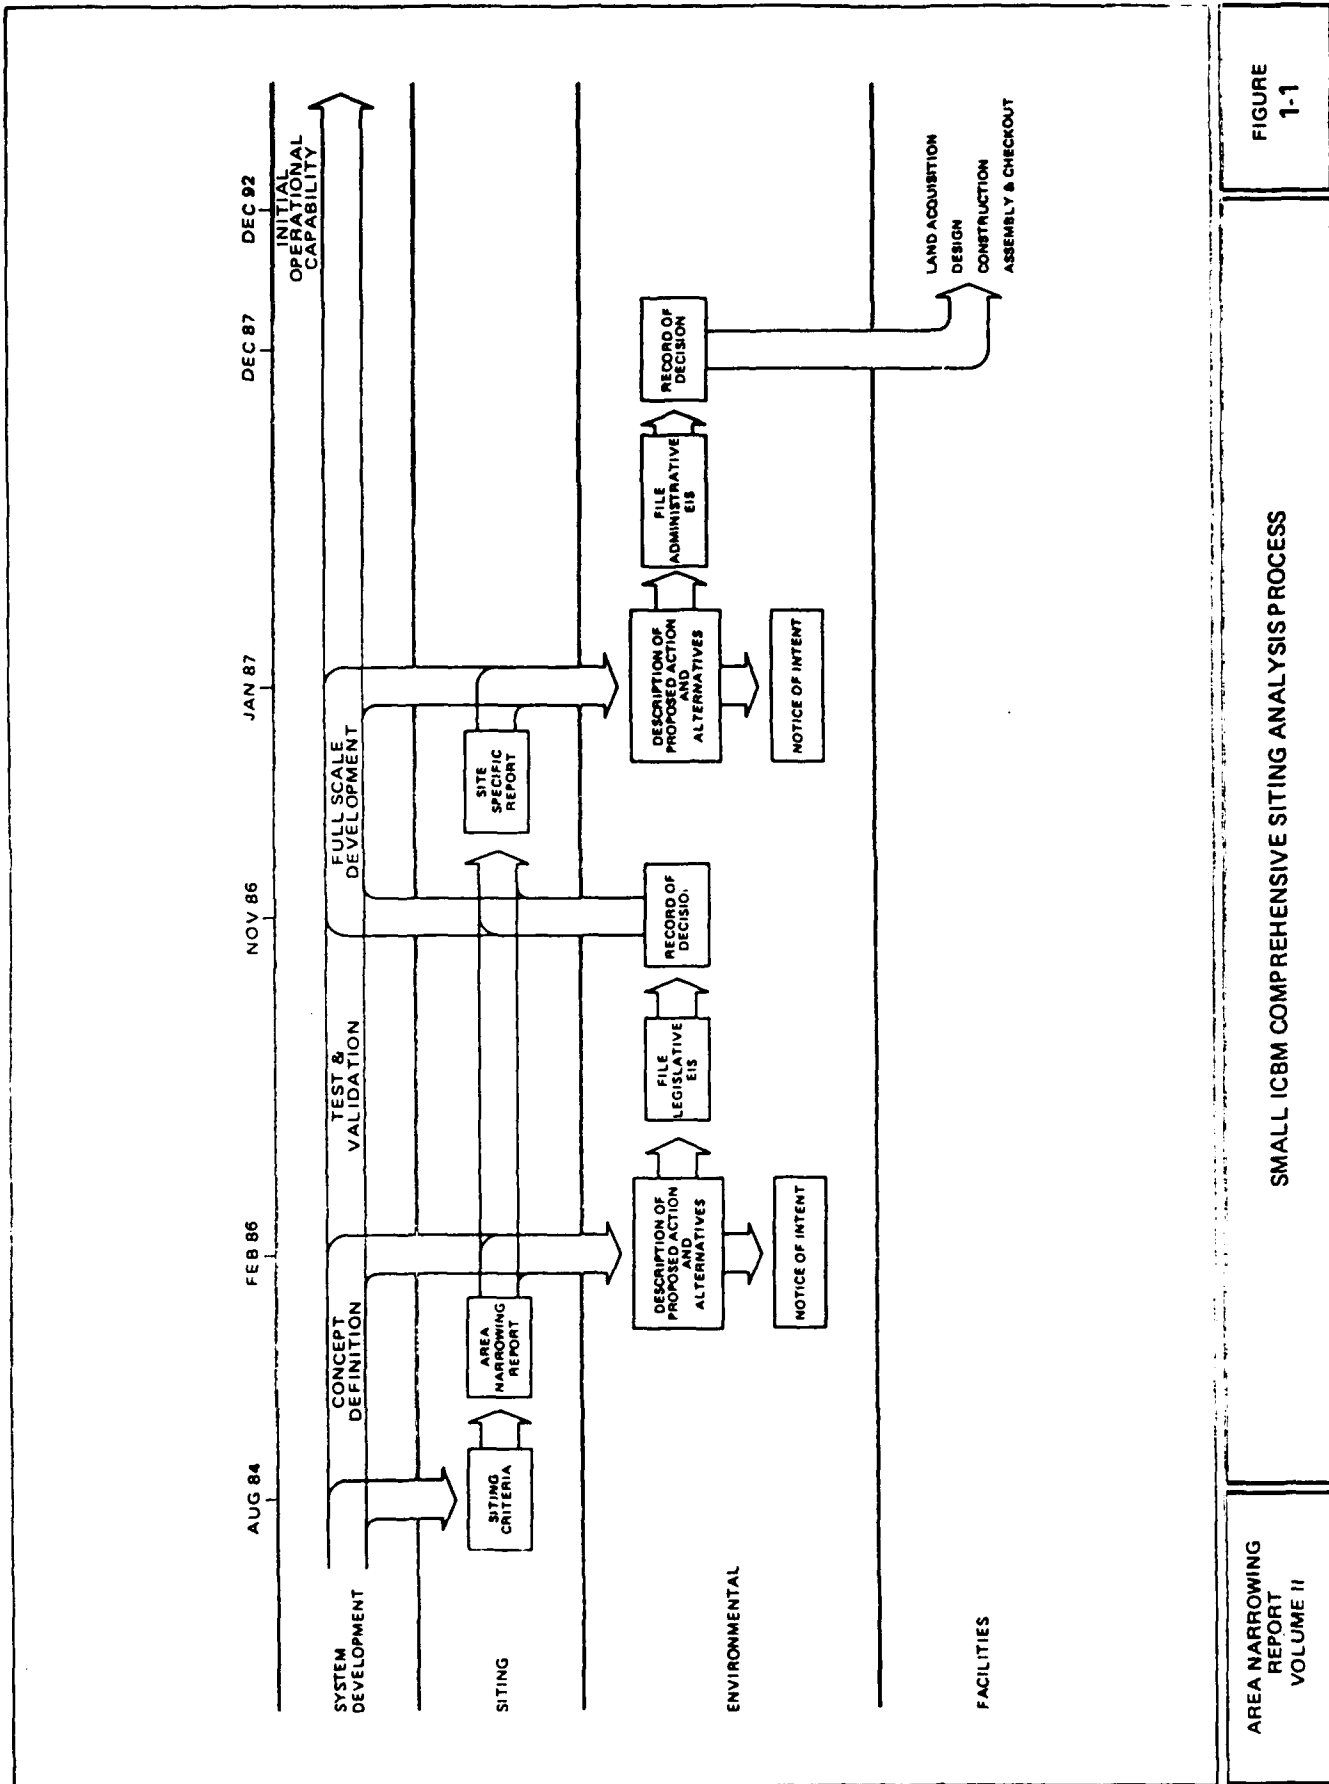 AUG 84
FEB 86
NOV 86
JAN 87
DEC 87
DEC 92
SYSTEM
DEVELOPMENT
CONCEPT
DEFINITION
TEST &
VALIDATION
FULL SCALE
DEVELOPMENT
INITIAL
OPERATIONAL
CAPABILITY
SITING
SITING
CRITERIA
AREA
NARROWING
REPORT
SITE
SPECIFIC
REPORT
ENVIRONMENTAL
DESCRIPTION OF
PROPOSED ACTION
AND
ALTERNATIVES
NOTICE OF INTENT
FILE
LEGISLATIVE
EIS
RECORD OF
DECISION
DESCRIPTION OF
PROPOSED ACTION
AND
ALTERNATIVES
NOTICE OF INTENT
FILE
ADMINISTRATIVE
EIS
RECORD OF
DECISION
FACILITIES
LAND ACQUISITION
DESIGN
CONSTRUCTION
ASSEMBLY & CHECKOUT
AREA NARROWING
REPORT
VOLUME II
SMALL ICBM COMPREHENSIVE SITING ANALYSIS PROCESS
FIGURE
1-1